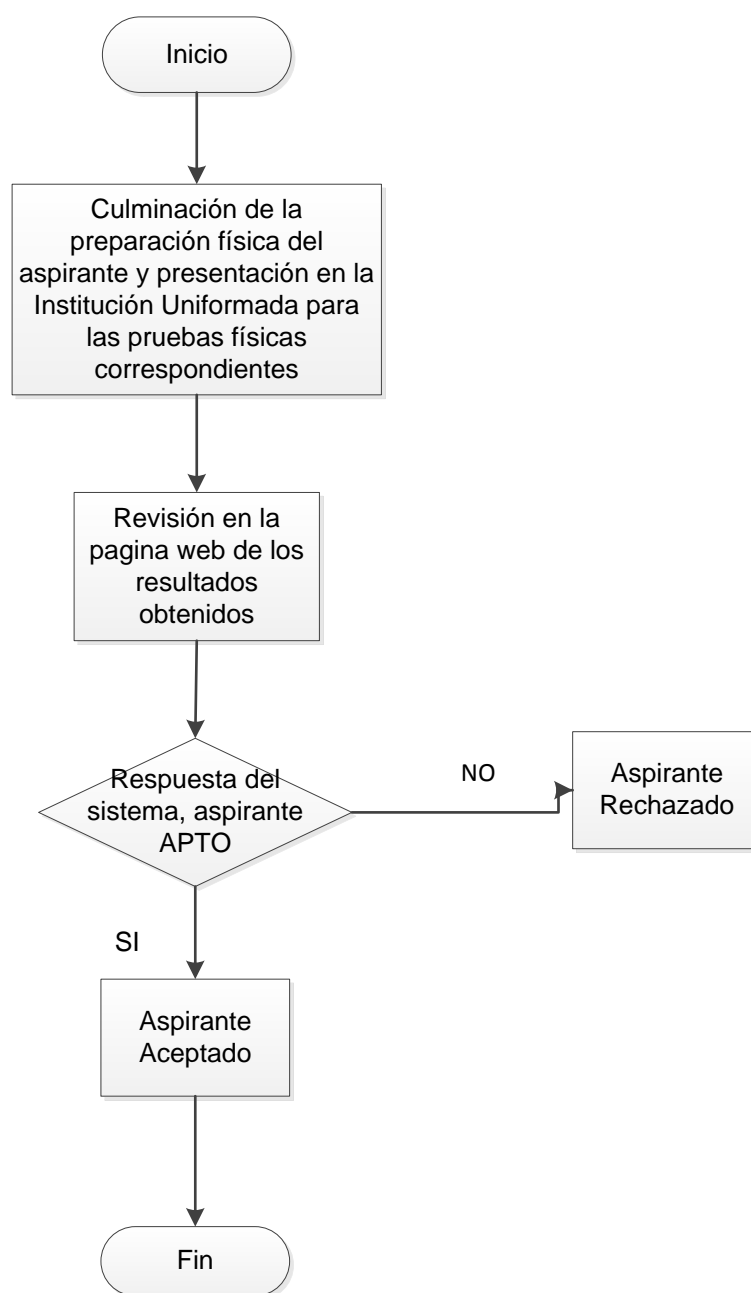 Inicio
Culminación de la
preparación física del
aspirante y presentación en la
Institución Uniformada para
las pruebas físicas
correspondientes
Revisión en la
pagina web de los
resultados
obtenidos
Respuesta del
sistema, aspirante
APTO
NO
Aspirante
Rechazado
SI
Aspirante
Aceptado
Fin